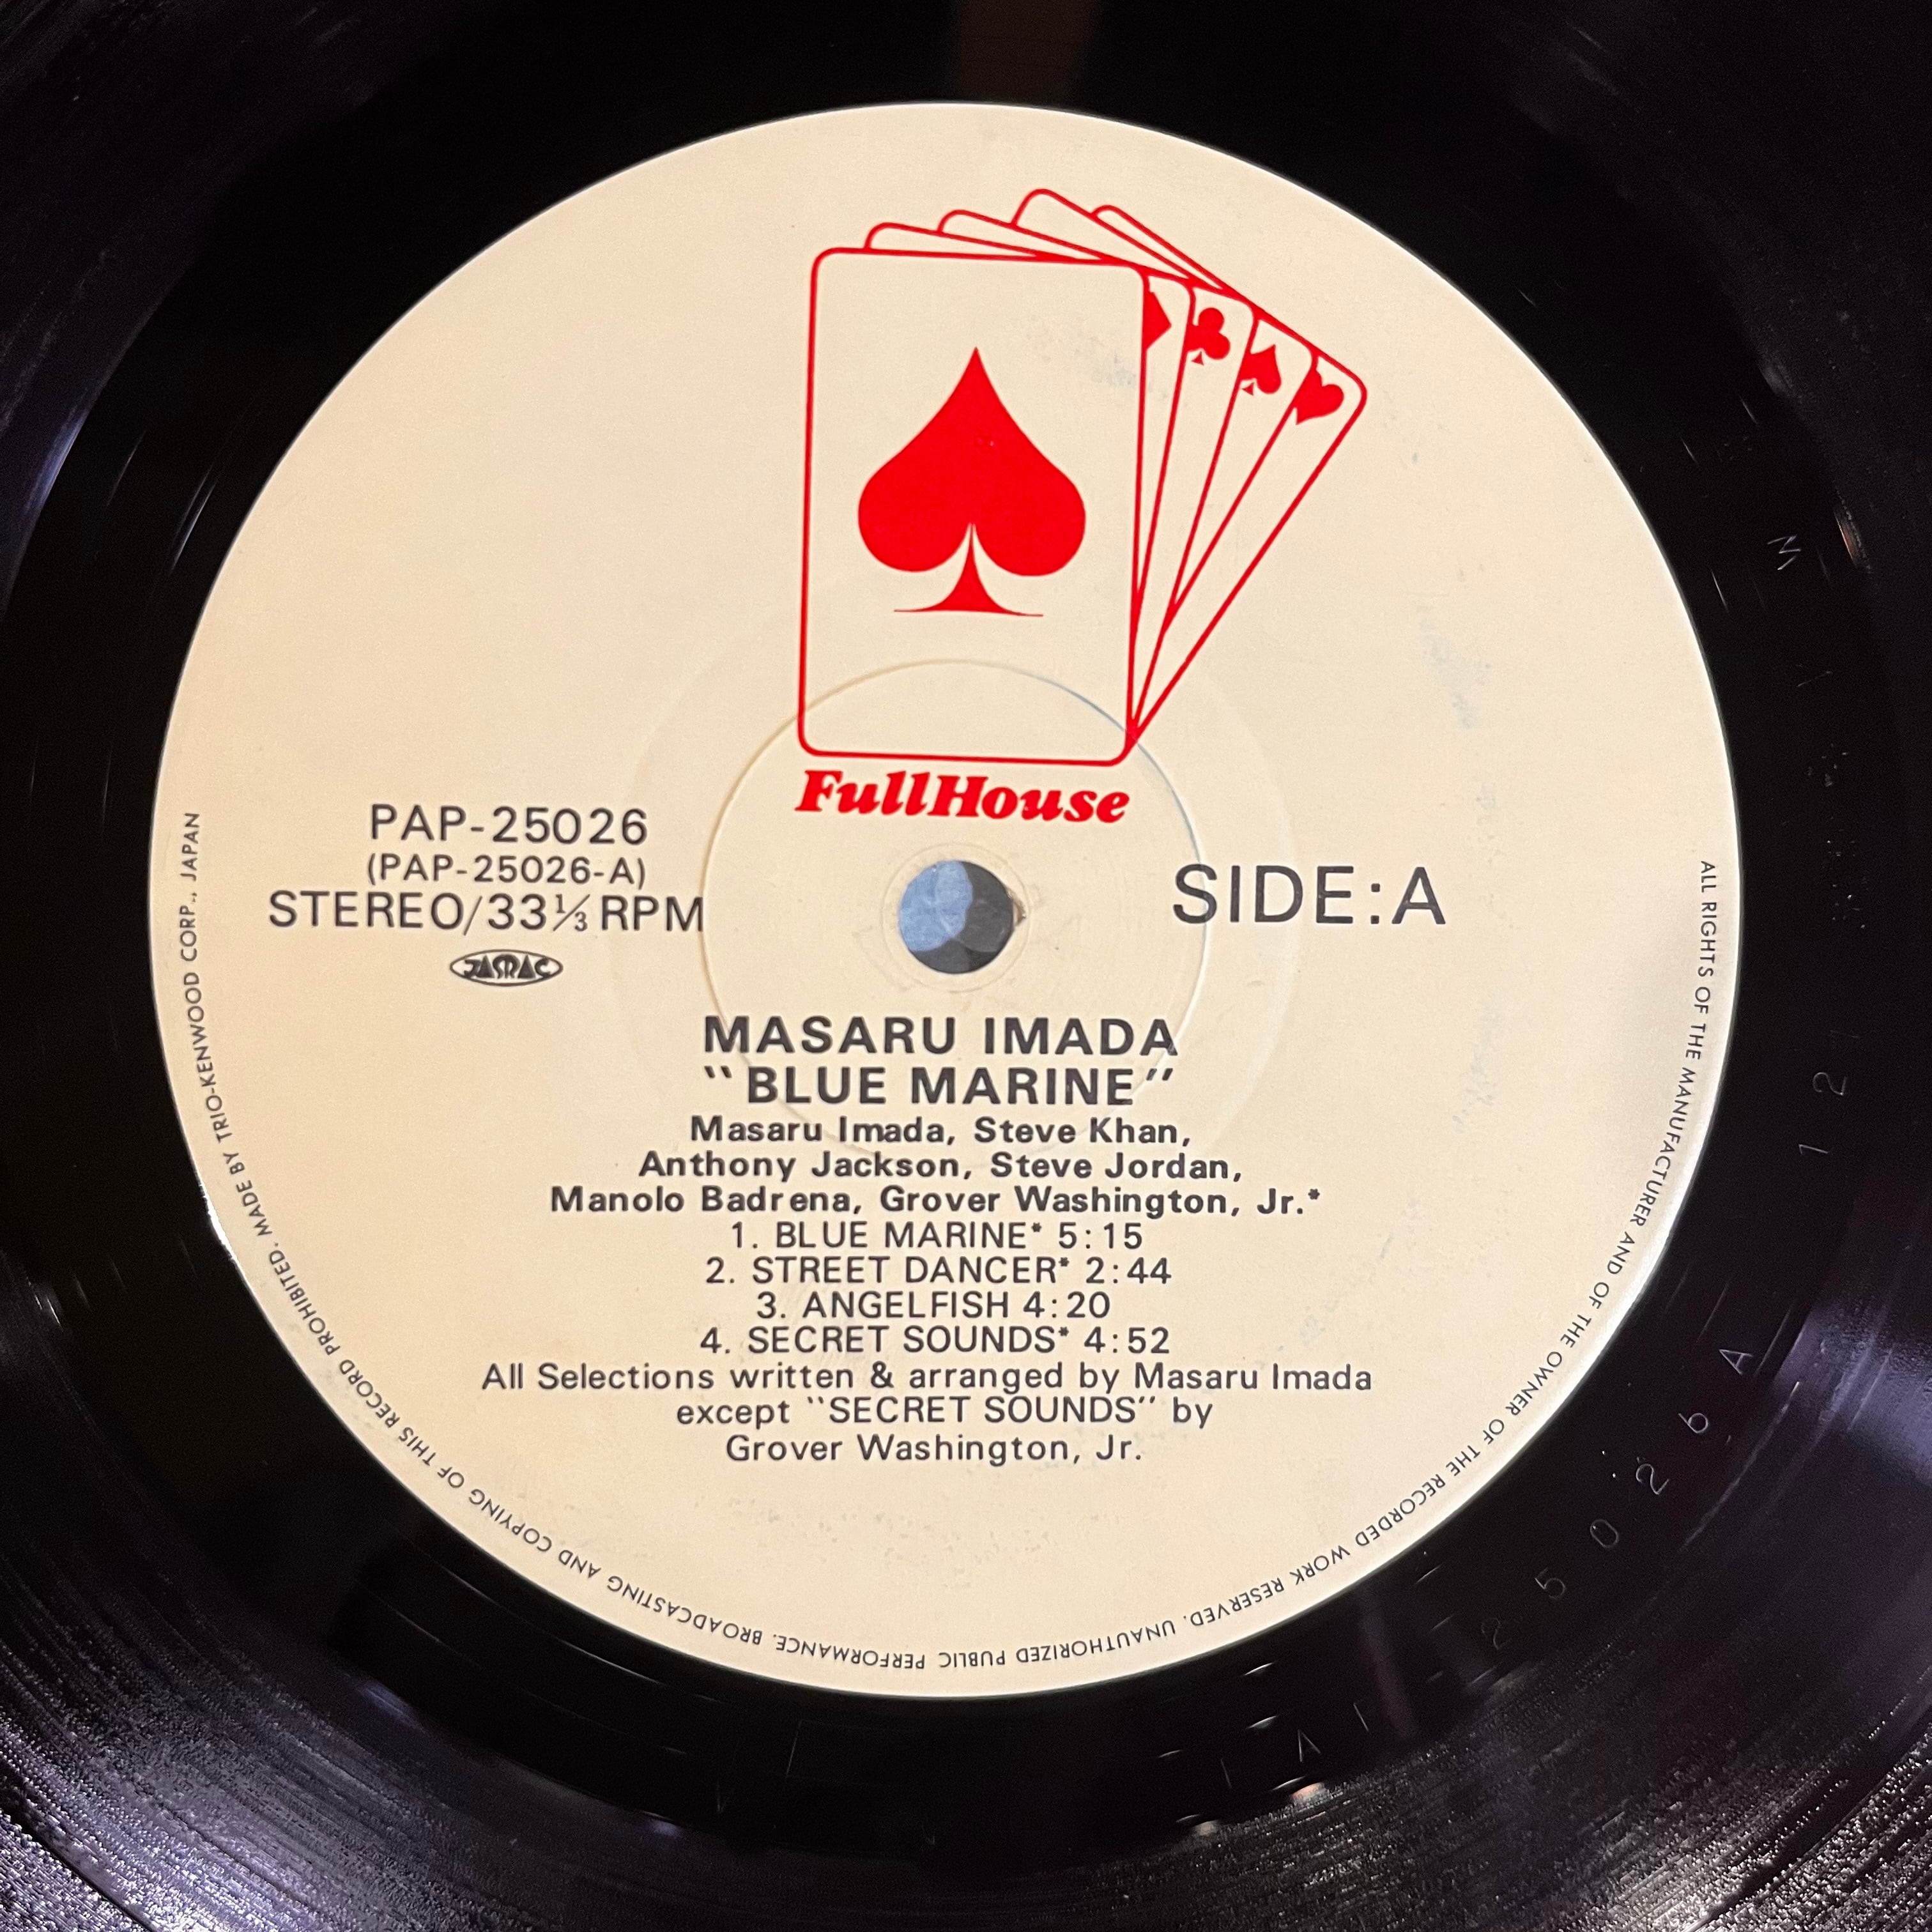 FullHouse
PAP-25026
(PAP-25026-A)
STEREO/33⅓ RPM
JASRAC
SIDE:A
MASARU IMADA
"BLUE MARINE"
Masaru Imada, Steve Khan,
Anthony Jackson, Steve Jordan,
Manolo Badrena, Grover Washington, Jr.*
1. BLUE MARINE* 5:15
2. STREET DANCER* 2:44
3. ANGELFISH 4:20
4. SECRET SOUNDS* 4:52
All Selections written & arranged by Masaru Imada
except "SECRET SOUNDS" by
Grover Washington, Jr.
ALL RIGHTS OF THE MANUFACTURER AND OF THE OWNER OF THE RECORDED WORK RESERVED. UNAUTHORIZED PUBLIC PERFORMANCE. BROADCASTING AND COPYING OF THIS RECORD PROHIBITED. MADE BY TRIO-KENWOOD CORP., JAPAN
25026A 121